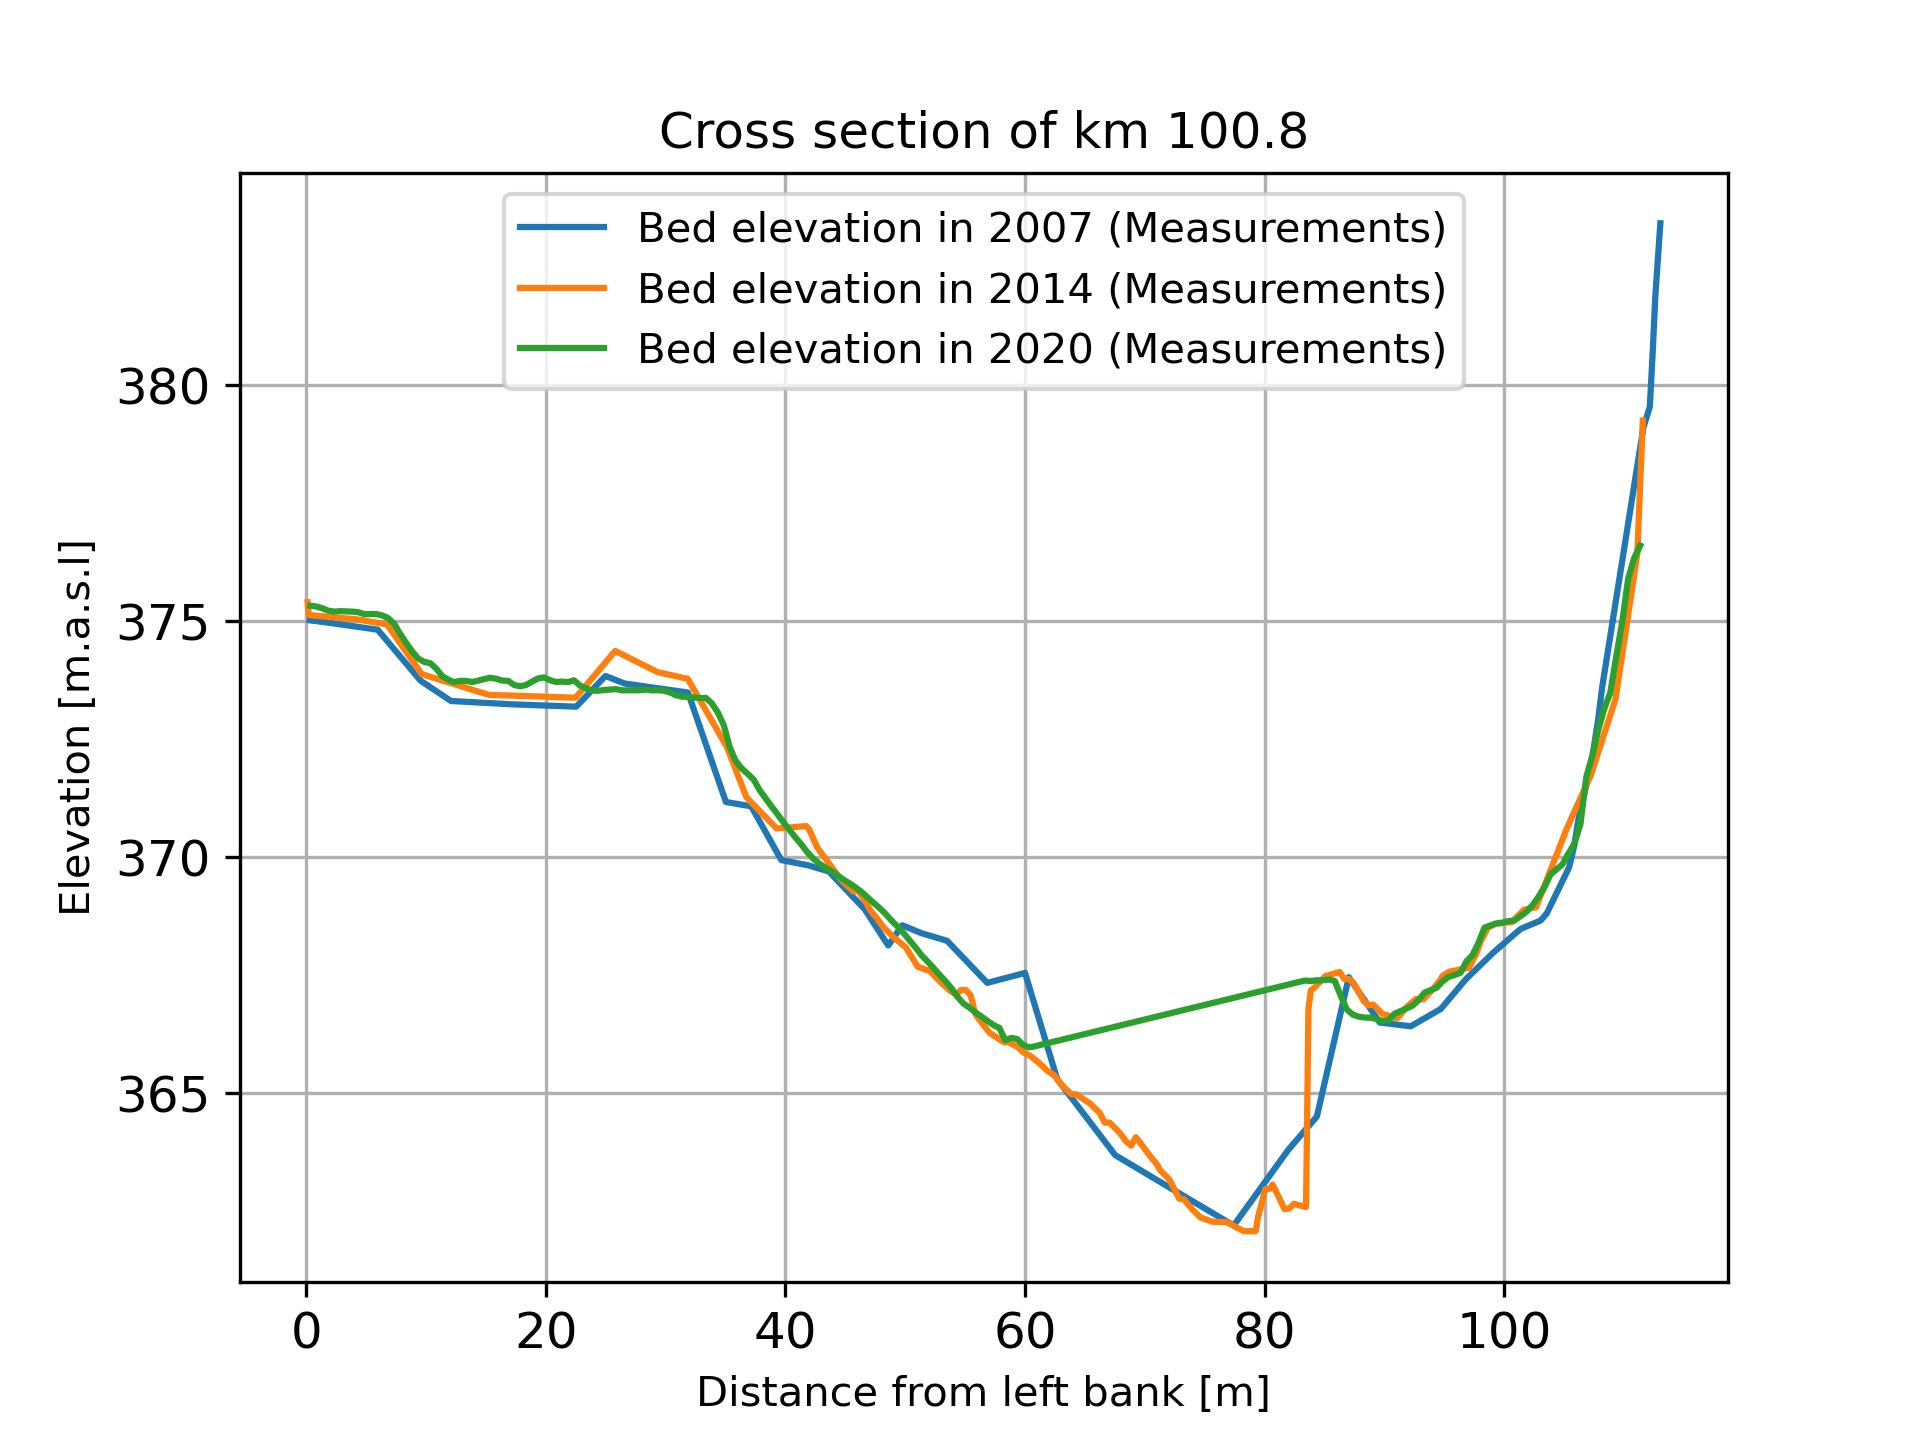 Cross section of km 100.8
Bed elevation in 2007 (Measurements)
Bed elevation in 2014 (Measurements)
Bed elevation in 2020 (Measurements)
380
375
370
365
Elevation [m.a.s.l]
0 20 40 60 80 100
Distance from left bank [m]